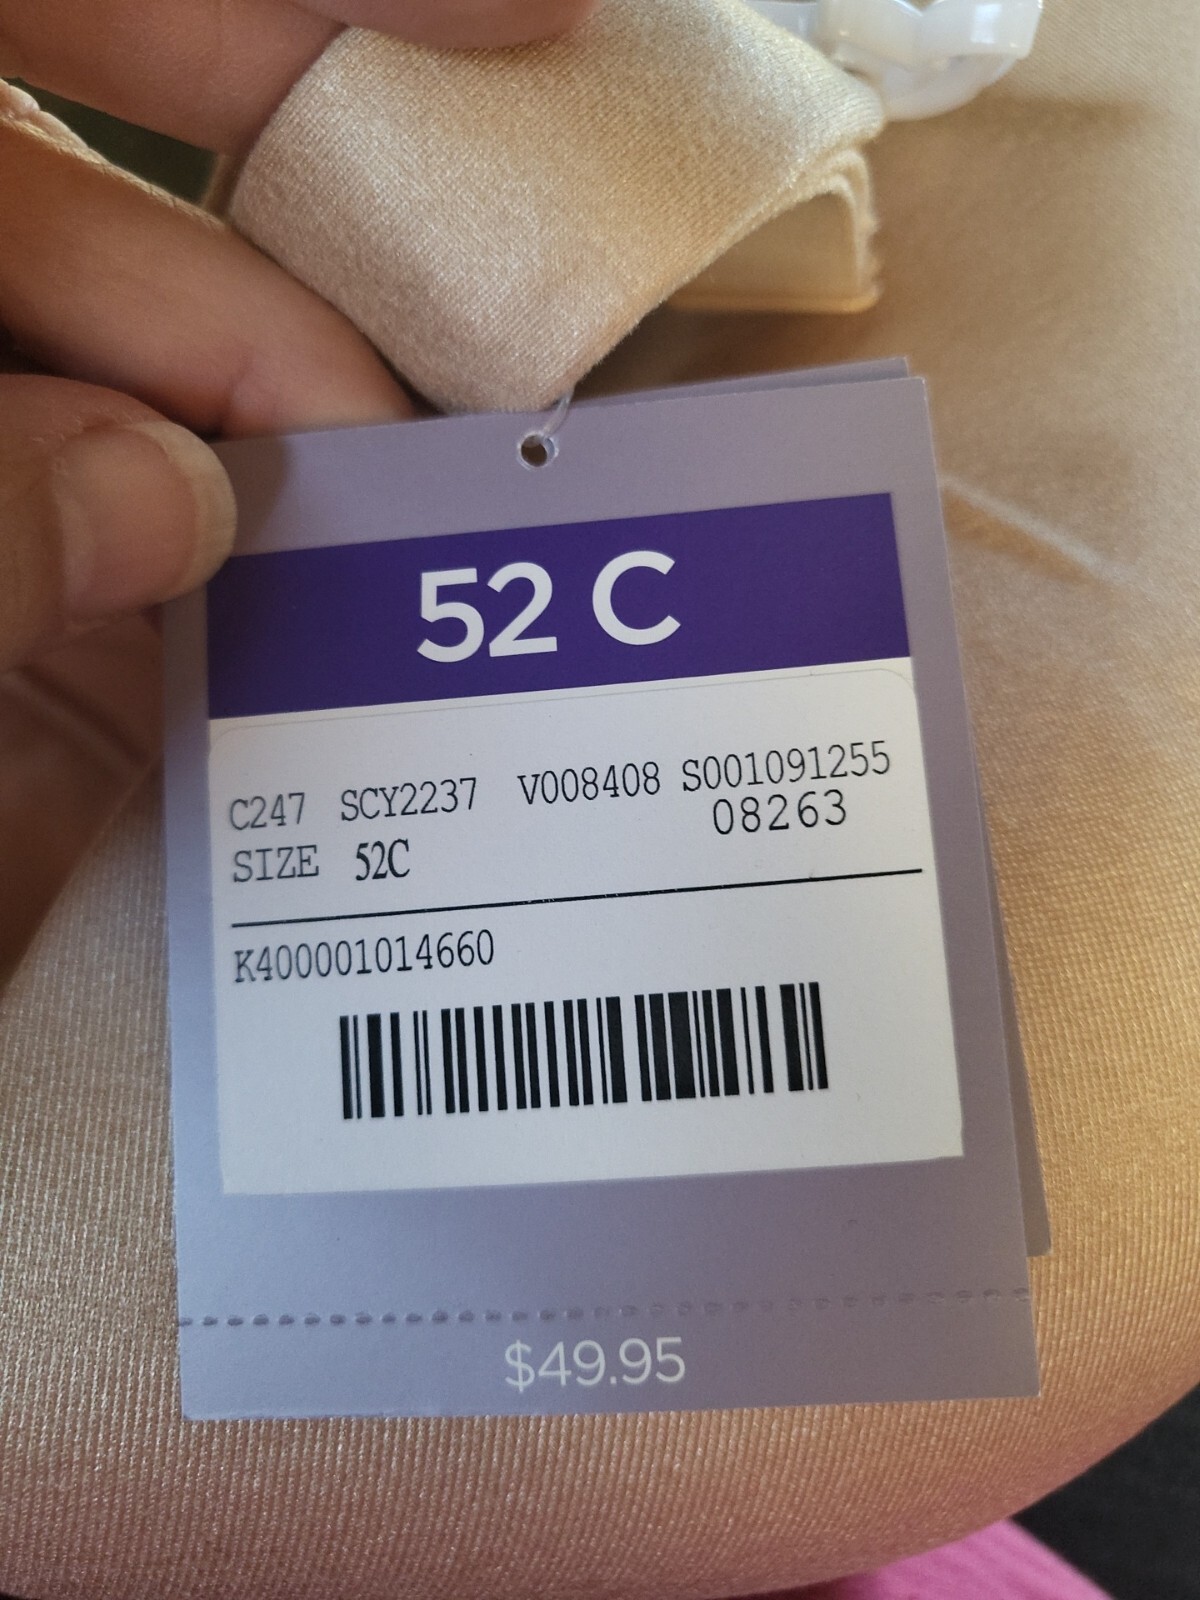 52 C
C247 SCY2237 V008408 S001091255
08263
SIZE 52C
K400001014660
$49.95